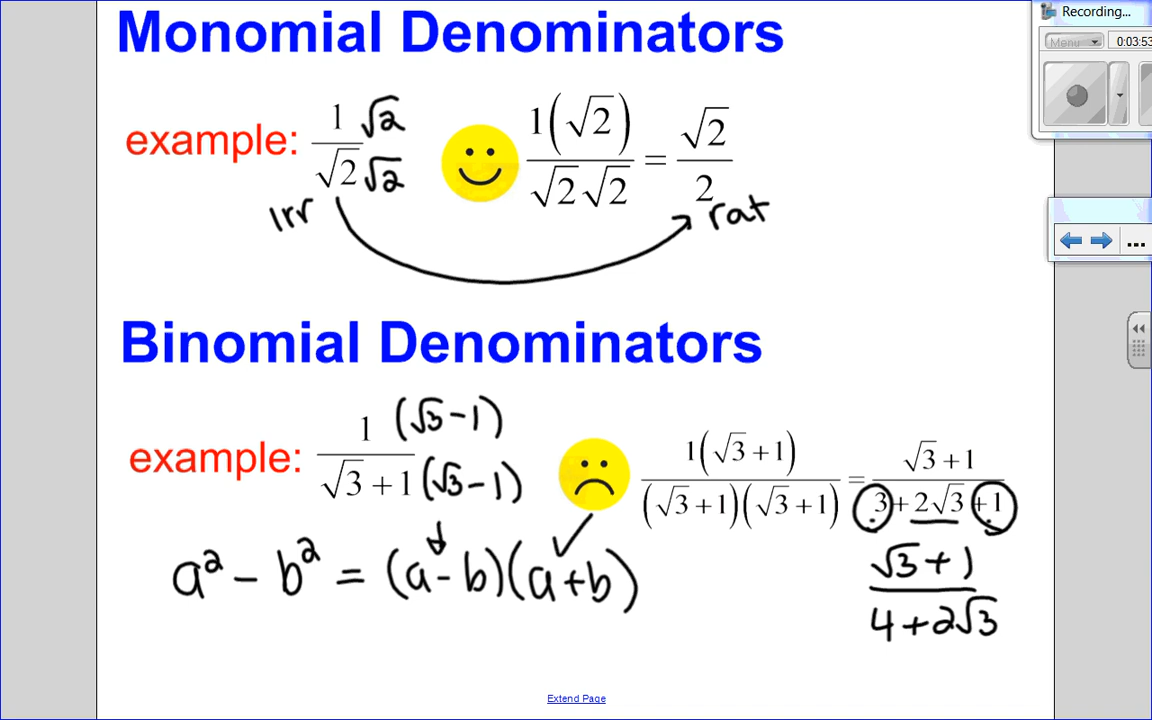 Monomial Denominators
Recording...
Menu
0:03:53
example: 1/√2 √2/√2 1(√2)/√2√2 = √2/2
Irr rat
...
Binomial Denominators
example: 1/(√3+1) (√3-1)/(√3-1) 1(√3+1)/(√3+1)(√3+1) = √3+1/3+2√3+1
a² - b² = (a-b)(a+b)
√3+1/4+2√3
Extend Page